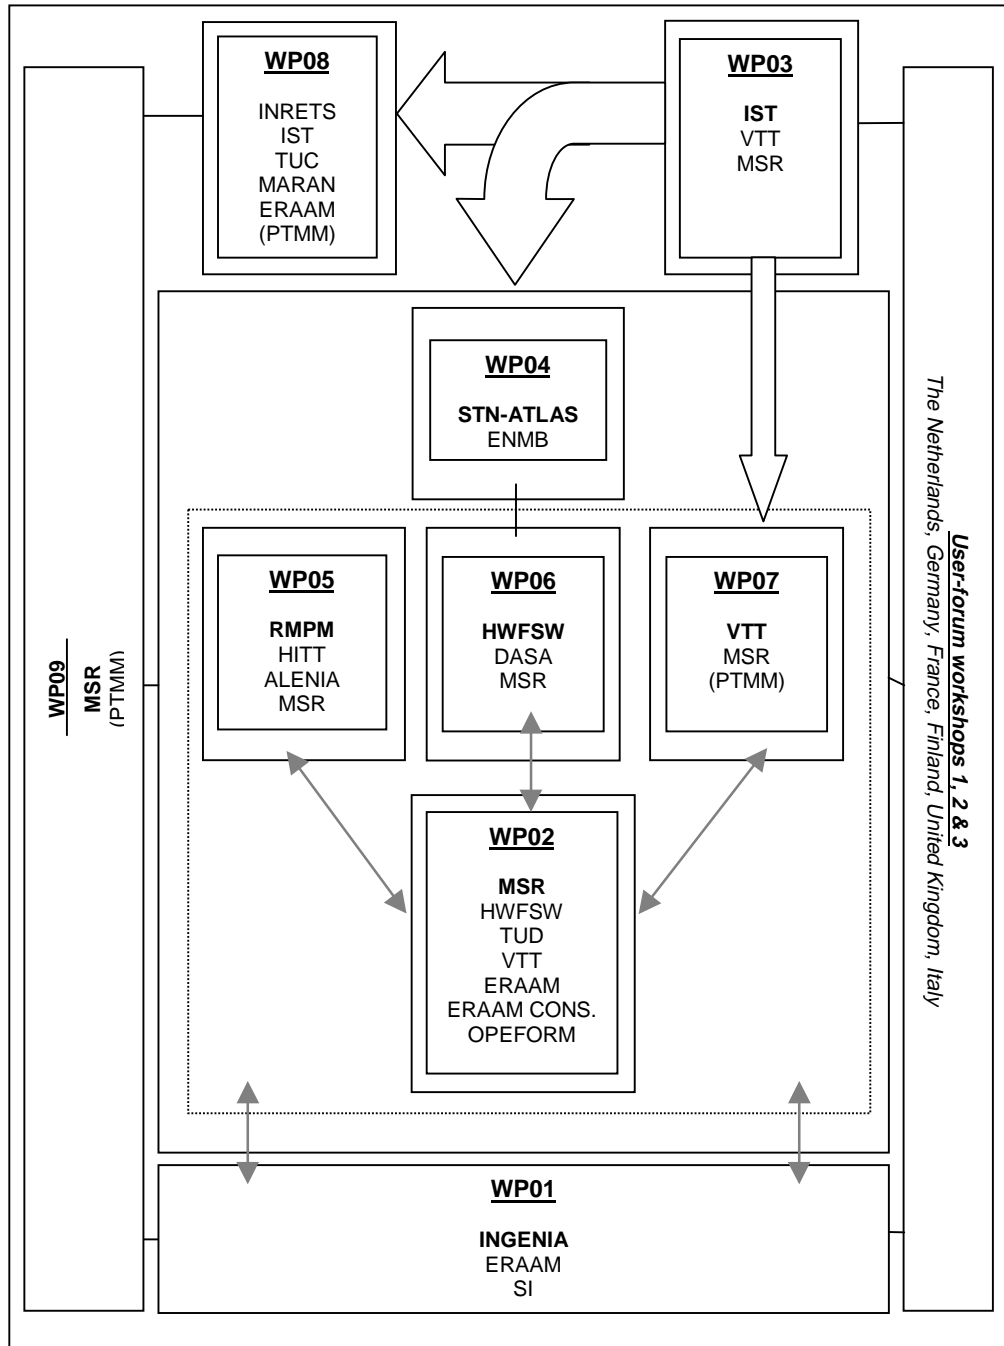 WP08
INRETS
IST
TUC
MARAN
ERAAM
(PTMM)
WP03
IST
VTT
MSR
WP04
STN-ATLAS
ENMB
WP05
RMPM
HITT
ALENIA
MSR
WP06
HWFSW
DASA
MSR
WP07
VTT
MSR
(PTMM)
WP02
MSR
HWFSW
TUD
VTT
ERAAM
ERAAM CONS.
OPEFORM
WP01
INGENIA
ERAAM
SI
WP09
MSR
(PTMM)
User-forum workshops 1, 2 & 3
The Netherlands, Germany, France, Finland, United Kingdom, Italy